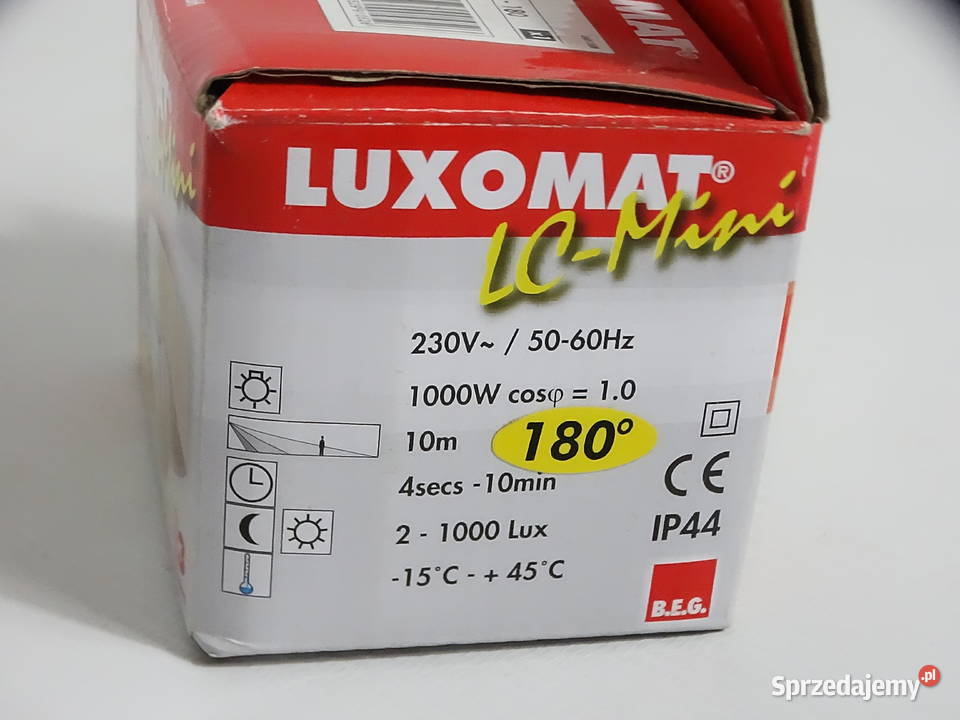 LUXOMAT®
LC-Mini
230V~ / 50-60Hz
1000W cosφ = 1.0
10m 180°
4secs -10min
2 - 1000 Lux
IP44
-15°C - + 45°C
B.E.G.
CE
Sprzedajemy.pl